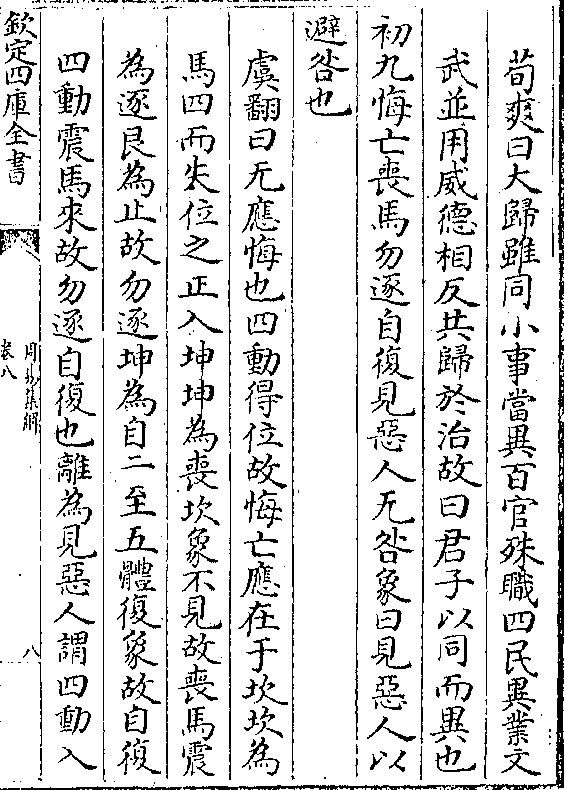 荀爽曰大歸雖同小事當異百官殊職四民異業文
武並用威德相反共歸於治故曰君子以同而異也
初九悔亡喪馬勿逐自復見惡人无咎象曰見惡人以
避咎也
虞翻曰无應悔也四動得位故悔亡應在于坎坎為
馬四而失位之正入坤坤為喪坎象不見故喪馬震
為逐艮為止故勿逐坤為自二至五體復象故自復
四動震馬來故勿逐自復也離為見惡人謂四動入
欽定四庫全書
周易集解
卷八
八